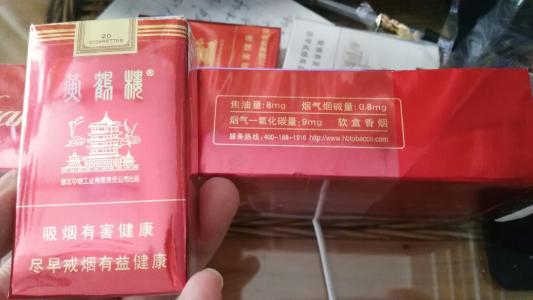 20
CIGARETTES
黄鹤楼®
湖北中烟工业有限责任公司出品
吸烟有害健康
尽早戒烟有益健康
焦油量:8mg 烟气烟碱量:0.8mg
烟气一氧化碳量:9mg 软盒香烟
服务热线:400-188-1916 http://www.hbtobacco.com